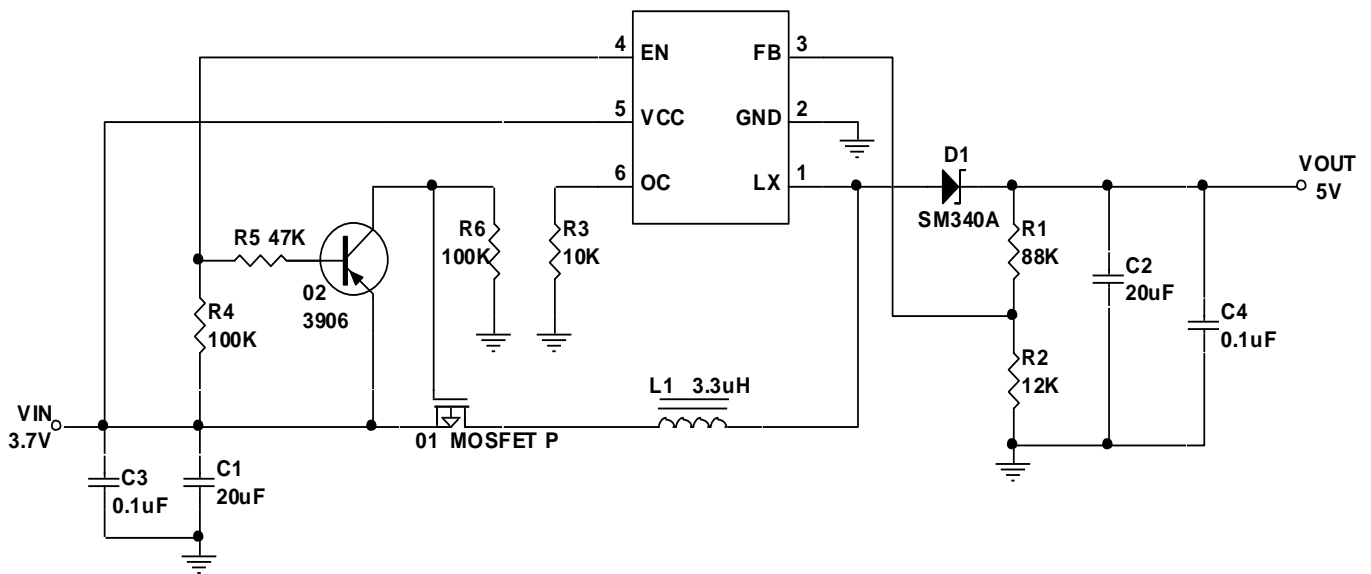 4 EN FB 3
5 VCC GND 2
6 OC LX 1
D1
SM340A
VOUT
5V
R5 47K
R6
100K
R3
10K
R1
88K
C2
20uF
C4
0.1uF
02
3906
R4
100K
R2
12K
L1 3.3uH
VIN
3.7V
01 MOSFET P
C3
0.1uF
C1
20uF